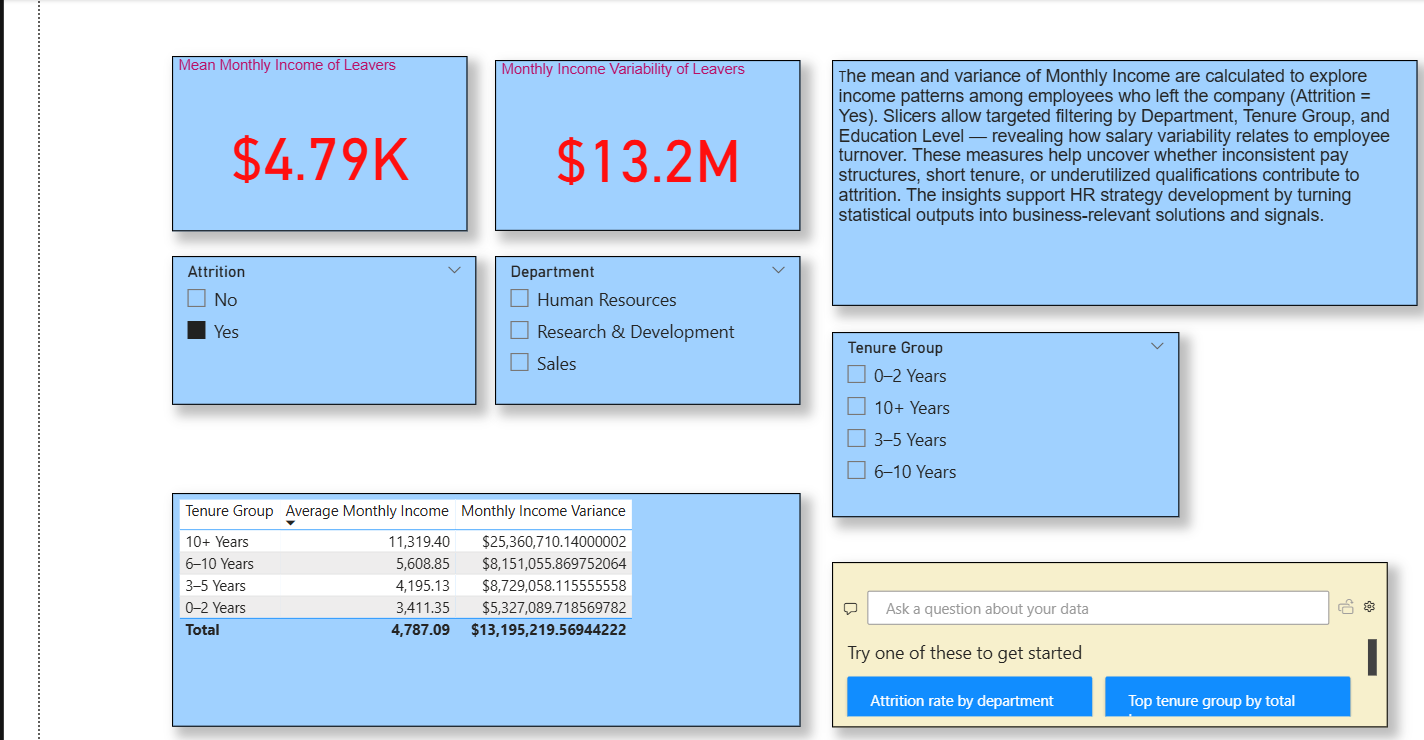 Mean Monthly Income of Leavers
$4.79K
Monthly Income Variability of Leavers
$13.2M
The mean and variance of Monthly Income are calculated to explore
income patterns among employees who left the company (Attrition =
Yes). Slicers allow targeted filtering by Department, Tenure Group, and
Education Level — revealing how salary variability relates to employee
turnover. These measures help uncover whether inconsistent pay
structures, short tenure, or underutilized qualifications contribute to
attrition. The insights support HR strategy development by turning
statistical outputs into business-relevant solutions and signals.
Attrition
No
Yes
Department
Human Resources
Research & Development
Sales
Tenure Group
0–2 Years
10+ Years
3–5 Years
6–10 Years
Tenure Group Average Monthly Income Monthly Income Variance
10+ Years 11,319.40 $25,360,710.14000002
6–10 Years 5,608.85 $8,151,055.869752064
3–5 Years 4,195.13 $8,729,058.115555558
0–2 Years 3,411.35 $5,327,089.718569782
Total 4,787.09 $13,195,219.56944222
Ask a question about your data
Try one of these to get started
Attrition rate by department
Top tenure group by total